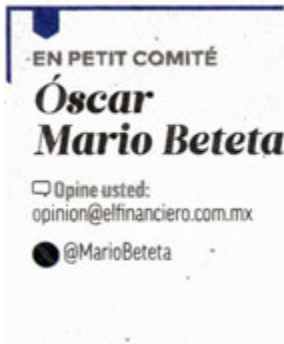 EN PETIT COMITÉ
Óscar
Mario Beteta
Opine usted:
opinion@elfinanciero.com.mx
@MarioBeteta